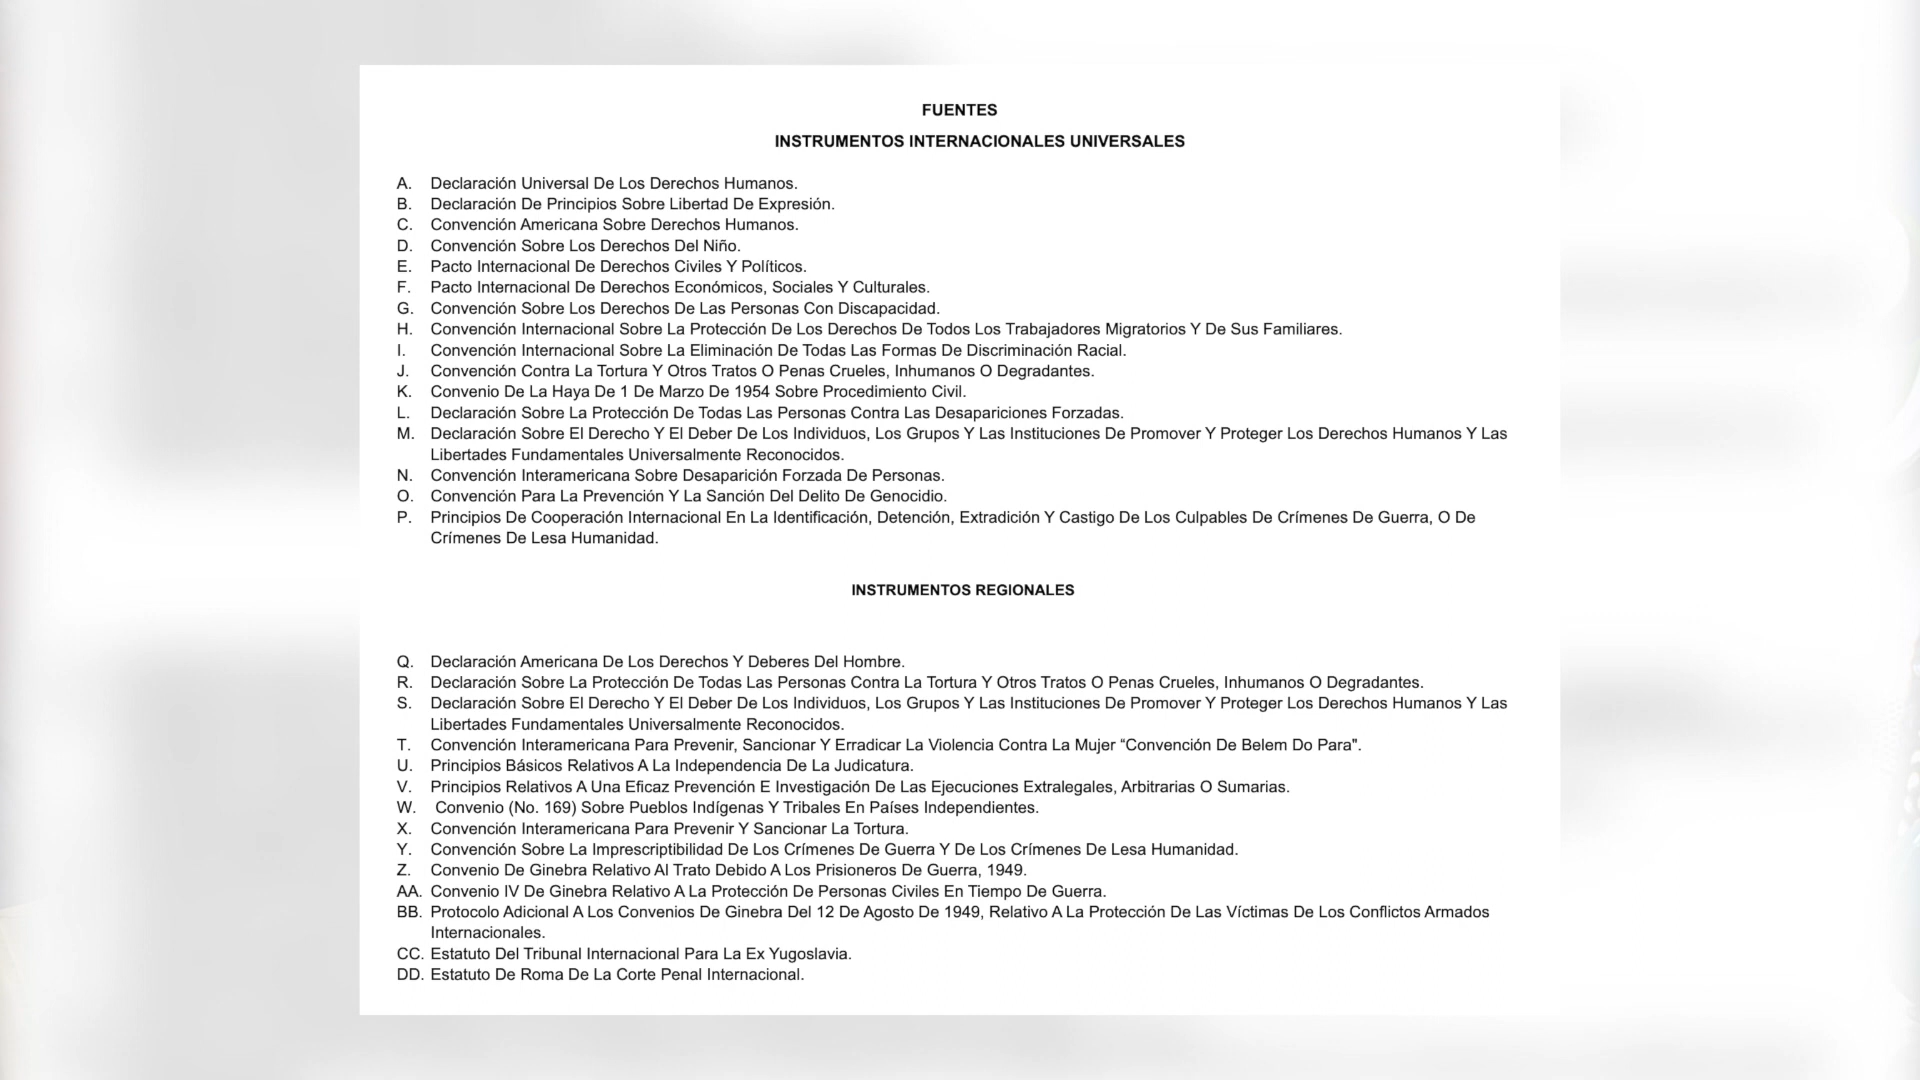 FUENTES
INSTRUMENTOS INTERNACIONALES UNIVERSALES
A. Declaración Universal De Los Derechos Humanos.
B. Declaración De Principios Sobre Libertad De Expresión.
C. Convención Americana Sobre Derechos Humanos.
D. Convención Sobre Los Derechos Del Niño.
E. Pacto Internacional De Derechos Civiles Y Políticos.
F. Pacto Internacional De Derechos Económicos, Sociales Y Culturales.
G. Convención Sobre Los Derechos De Las Personas Con Discapacidad.
H. Convención Internacional Sobre La Protección De Los Derechos De Todos Los Trabajadores Migratorios Y De Sus Familiares.
I. Convención Internacional Sobre La Eliminación De Todas Las Formas De Discriminación Racial.
J. Convención Contra La Tortura Y Otros Tratos O Penas Crueles, Inhumanos O Degradantes.
K. Convenio De La Haya De 1 De Marzo De 1954 Sobre Procedimiento Civil.
L. Declaración Sobre La Protección De Todas Las Personas Contra Las Desapariciones Forzadas.
M. Declaración Sobre El Derecho Y El Deber De Los Individuos, Los Grupos Y Las Instituciones De Promover Y Proteger Los Derechos Humanos Y Las
Libertades Fundamentales Universalmente Reconocidos.
N. Convención Interamericana Sobre Desaparición Forzada De Personas.
O. Convención Para La Prevención Y La Sanción Del Delito De Genocidio.
P. Principios De Cooperación Internacional En La Identificación, Detención, Extradición Y Castigo De Los Culpables De Crímenes De Guerra, O De
Crímenes De Lesa Humanidad.
INSTRUMENTOS REGIONALES
Q. Declaración Americana De Los Derechos Y Deberes Del Hombre.
R. Declaración Sobre La Protección De Todas Las Personas Contra La Tortura Y Otros Tratos O Penas Crueles, Inhumanos O Degradantes.
S. Declaración Sobre El Derecho Y El Deber De Los Individuos, Los Grupos Y Las Instituciones De Promover Y Proteger Los Derechos Humanos Y Las
Libertades Fundamentales Universalmente Reconocidos.
T. Convención Interamericana Para Prevenir, Sancionar Y Erradicar La Violencia Contra La Mujer “Convención De Belem Do Para".
U. Principios Básicos Relativos A La Independencia De La Judicatura.
V. Principios Relativos A Una Eficaz Prevención E Investigación De Las Ejecuciones Extralegales, Arbitrarias O Sumarias.
W. Convenio (No. 169) Sobre Pueblos Indígenas Y Tribales En Países Independientes.
X. Convención Interamericana Para Prevenir Y Sancionar La Tortura.
Y. Convención Sobre La Imprescriptibilidad De Los Crímenes De Guerra Y De Los Crímenes De Lesa Humanidad.
Z. Convenio De Ginebra Relativo Al Trato Debido A Los Prisioneros De Guerra, 1949.
AA. Convenio IV De Ginebra Relativo A La Protección De Personas Civiles En Tiempo De Guerra.
BB. Protocolo Adicional A Los Convenios De Ginebra Del 12 De Agosto De 1949, Relativo A La Protección De Las Víctimas De Los Conflictos Armados
Internacionales.
CC. Estatuto Del Tribunal Internacional Para La Ex Yugoslavia.
DD. Estatuto De Roma De La Corte Penal Internacional.